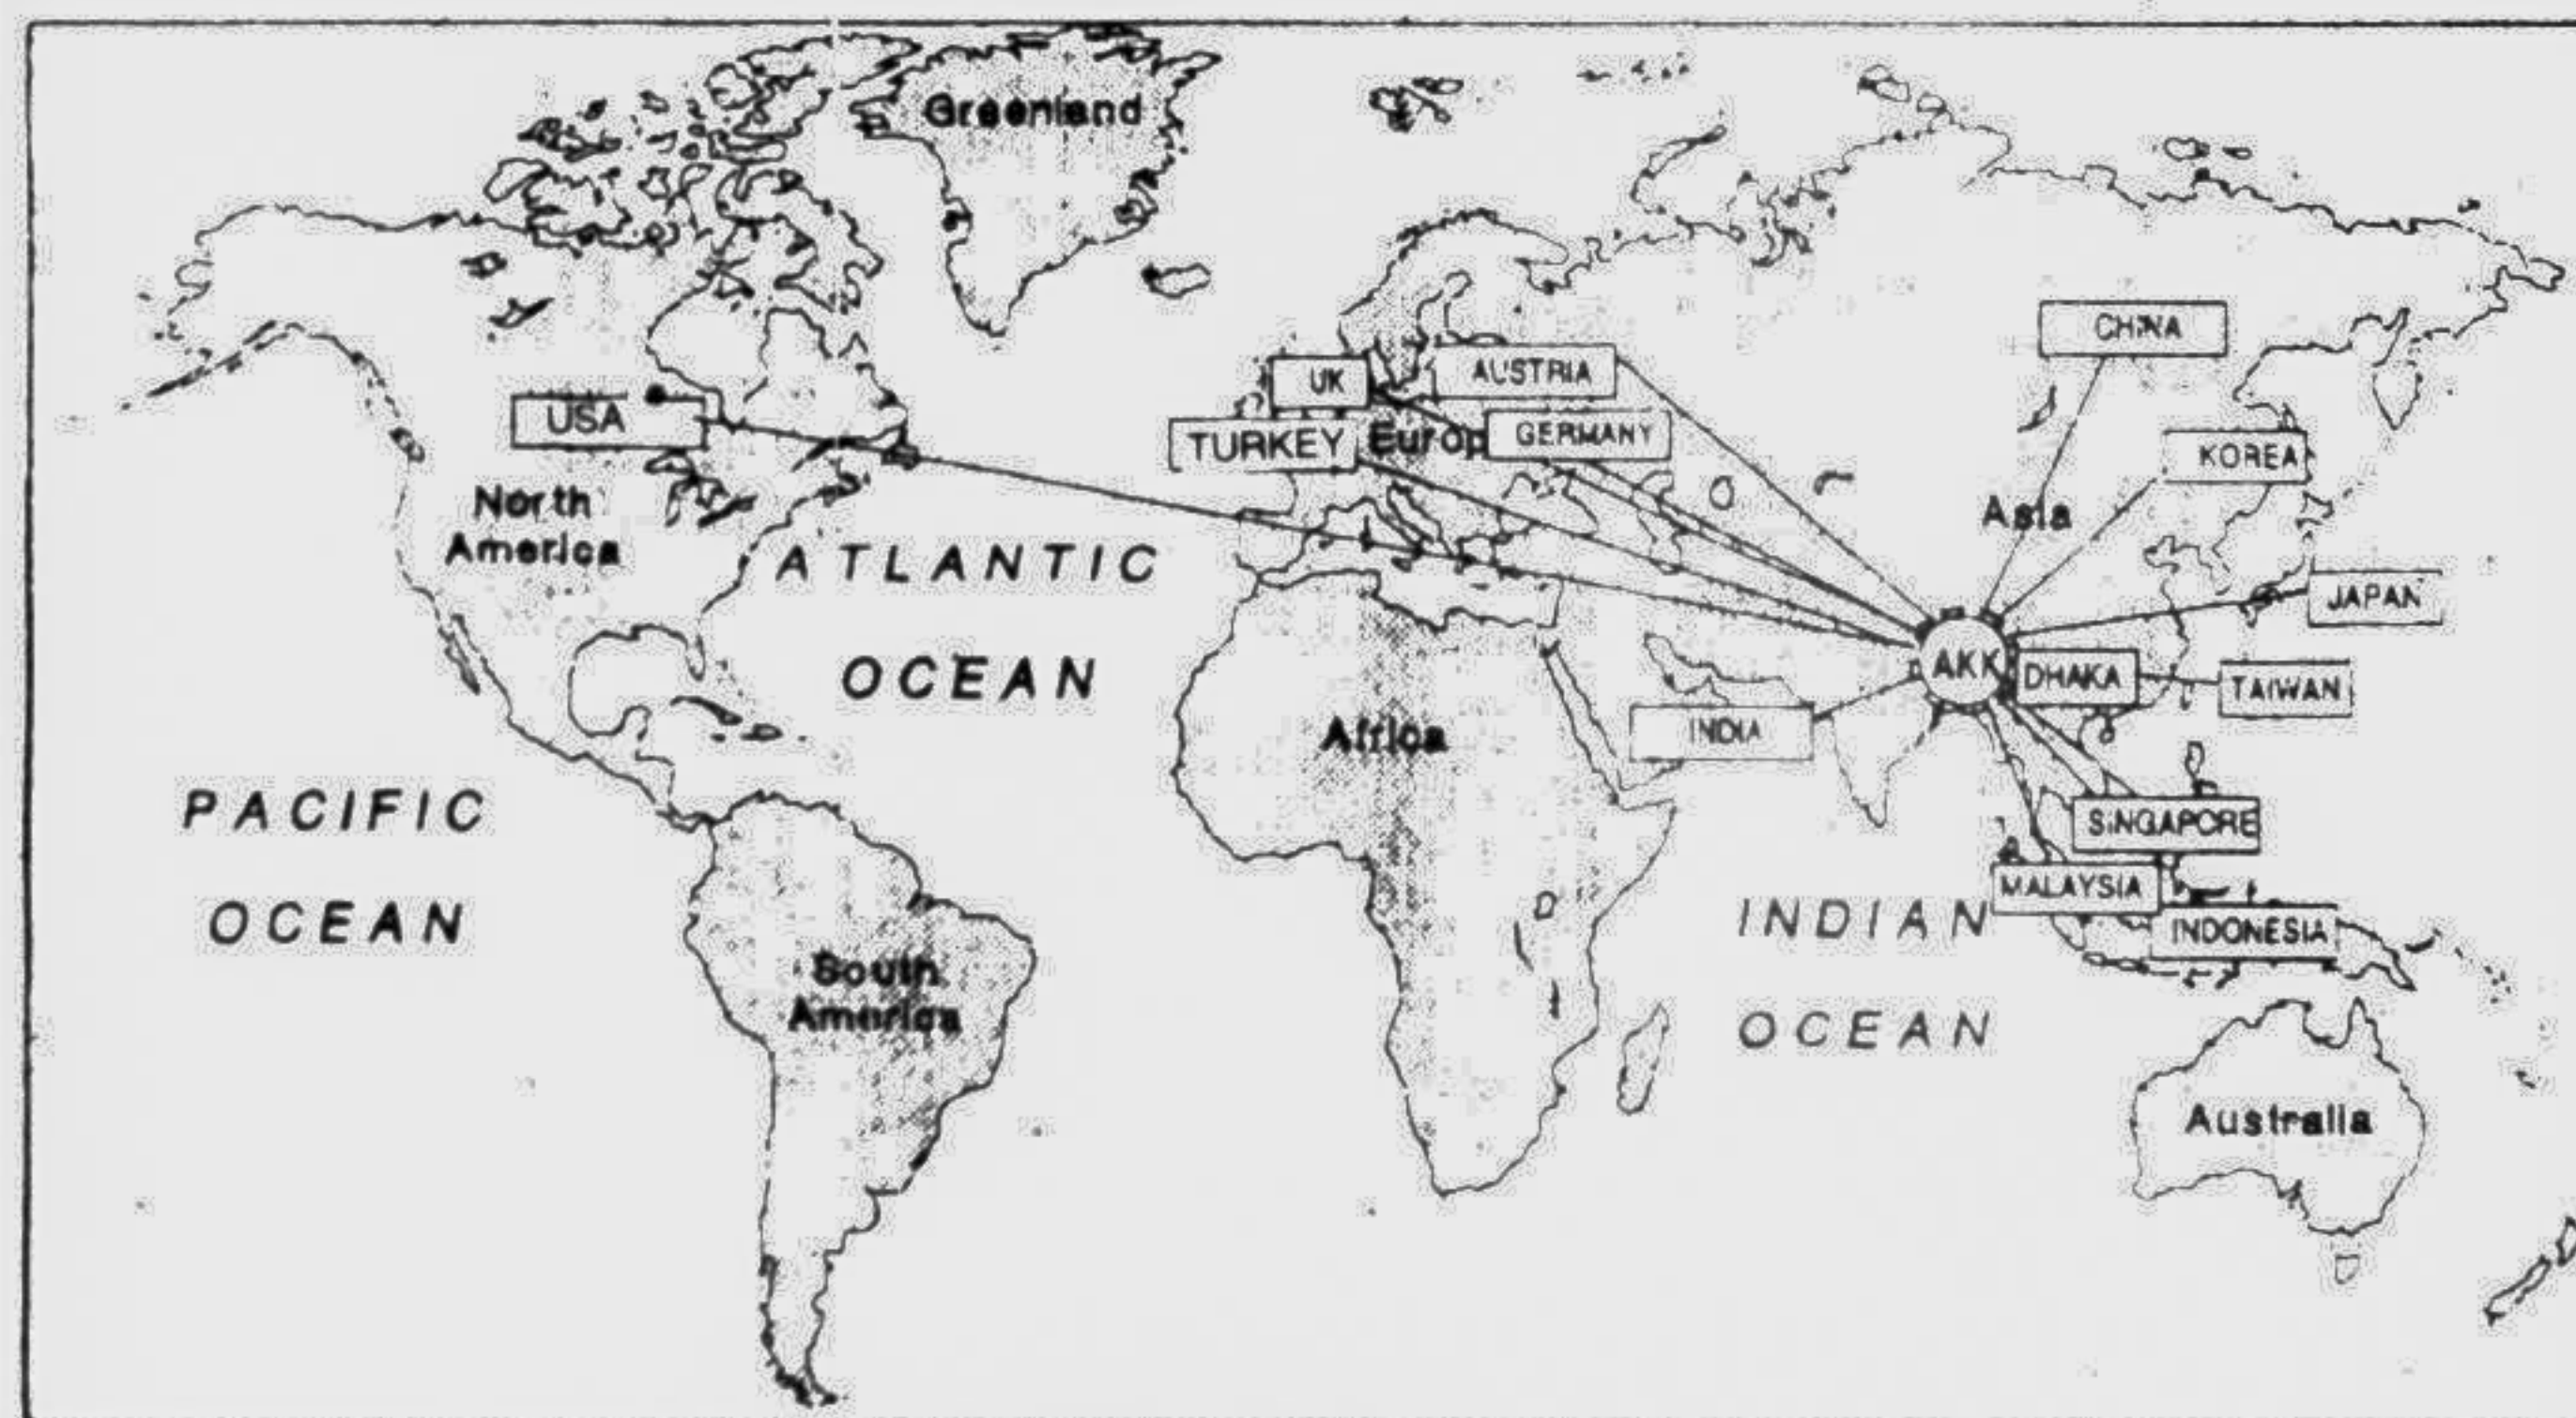 Greenland
CHINA
UK
AUSTRIA
USA
TURKEY
Europ
GERMANY
KOREA
North
America
Asia
ATLANTIC
OCEAN
JAPAN
AKK
DHAKA
TAIWAN
INDIA
Africa
PACIFIC
OCEAN
SINGAPORE
MALAYSIA
INDIAN
OCEAN
INDONESIA
South
America
Australia